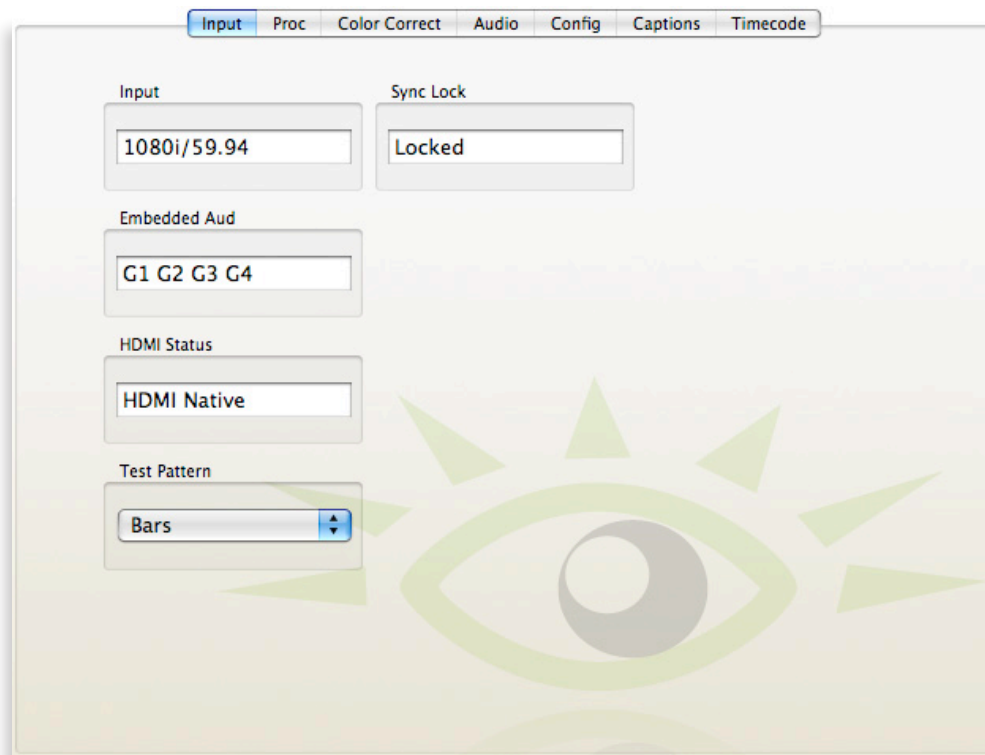 Input Proc Color Correct Audio Config Captions Timecode
Input Sync Lock
1080i/59.94 Locked
Embedded Aud
G1 G2 G3 G4
HDMI Status
HDMI Native
Test Pattern
Bars